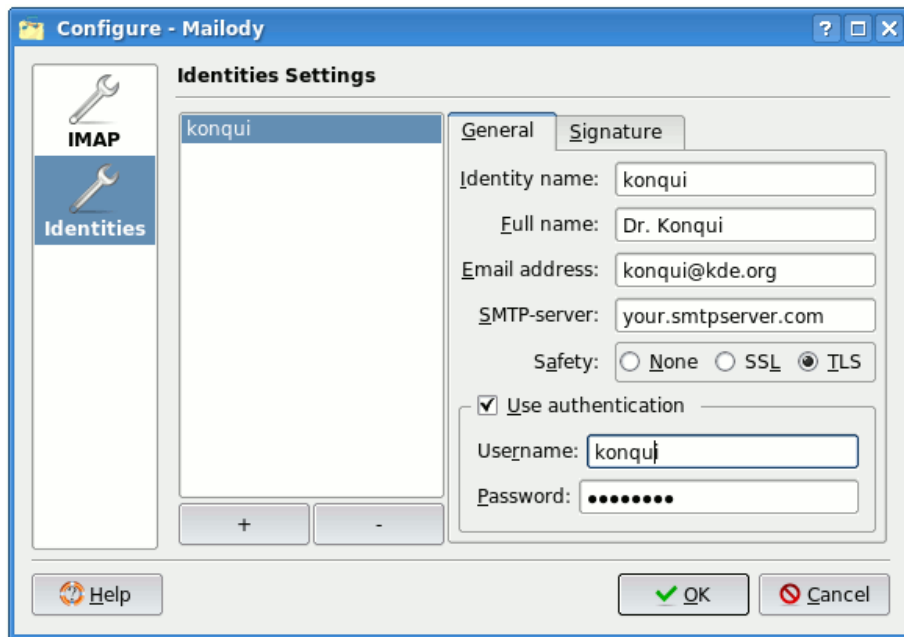 Configure - Mailody
Identities Settings
IMAP
Identities
konqui
+ -
General Signature
Identity name: konqui
Full name: Dr. Konqui
Email address: konqui@kde.org
SMTP-server: your.smtpserver.com
Safety: None SSL TLS
Use authentication
Username: konqui
Password: ••••••••
Help OK Cancel